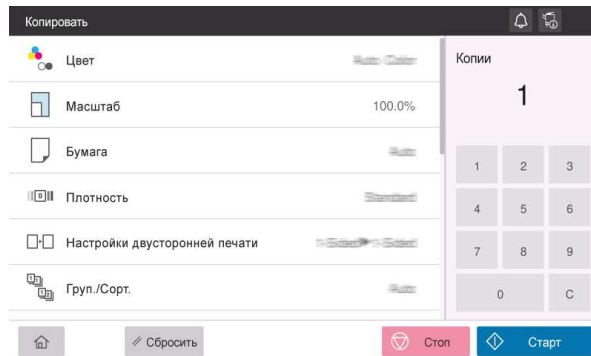 Копировать
Цвет
Масштаб 100.0%
Бумага
Плотность
Настройки двусторонней печати
Груп./Сорт.
Копии
1
1 2 3
4 5 6
7 8 9
0 C
Сбросить
Стоп
Старт